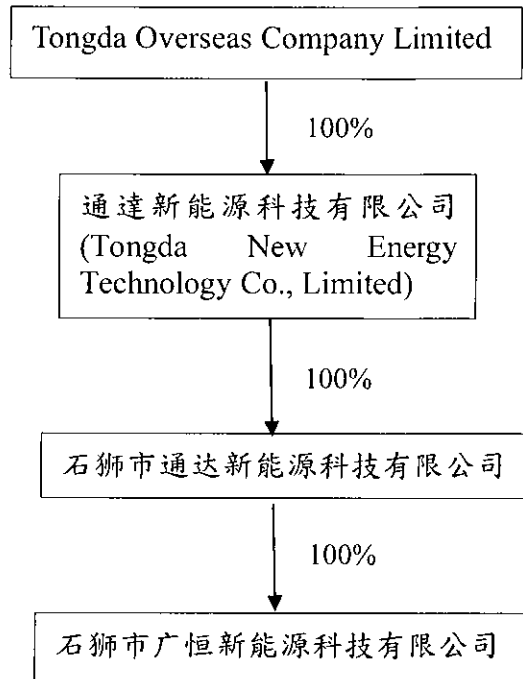 Tongda Overseas Company Limited
100%
通達新能源科技有限公司
(Tongda New Energy
Technology Co., Limited)
100%
石狮市通达新能源科技有限公司
100%
石狮市广恒新能源科技有限公司